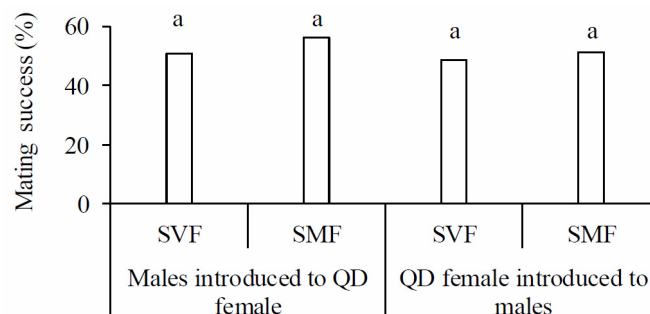 Mating success (%)
60
40
20
0
a a a a
SVF SMF SVF SMF
Males introduced to QD female
QD female introduced to males